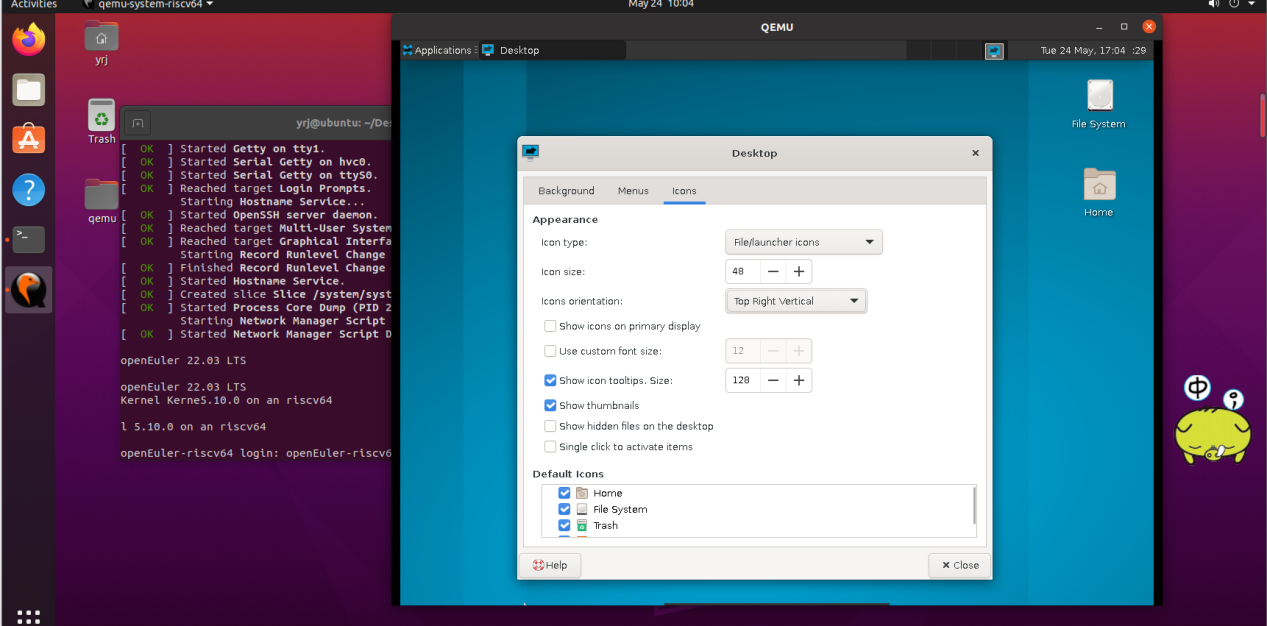 Activities
qemu-system-riscv64
May 24 10:04
yrj
Trash
qemu
yrj@ubuntu: ~/De
[ OK ] Started Getty on tty1.
[ OK ] Started Serial Getty on hvc0.
[ OK ] Started Serial Getty on ttyS0.
[ OK ] Reached target Login Prompts.
Starting Hostname Service...
[ OK ] Started OpenSSH server daemon.
[ OK ] Reached target Multi-User System
[ OK ] Reached target Graphical Interfa
Starting Record Runlevel Change
[ OK ] Finished Record Runlevel Change
[ OK ] Started Hostname Service.
[ OK ] Created slice Slice /system/syst
[ OK ] Started Process Core Dump (PID 2
Starting Network Manager Script
[ OK ] Started Network Manager Script D
openEuler 22.03 LTS
openEuler 22.03 LTS
Kernel Kerne5.10.0 on an riscv64
l 5.10.0 on an riscv64
openEuler-riscv64 login: openEuler-riscv6
QEMU
Applications
Desktop
Tue 24 May, 17:04 :29
File System
Home
Desktop
Background
Menus
Icons
Appearance
Icon type:
File/launcher icons
Icon size:
48
Icons orientation:
Top Right Vertical
Show icons on primary display
Use custom font size:
12
Show icon tooltips. Size:
128
Show thumbnails
Show hidden files on the desktop
Single click to activate items
Default Icons
Home
File System
Trash
Help
Close
中